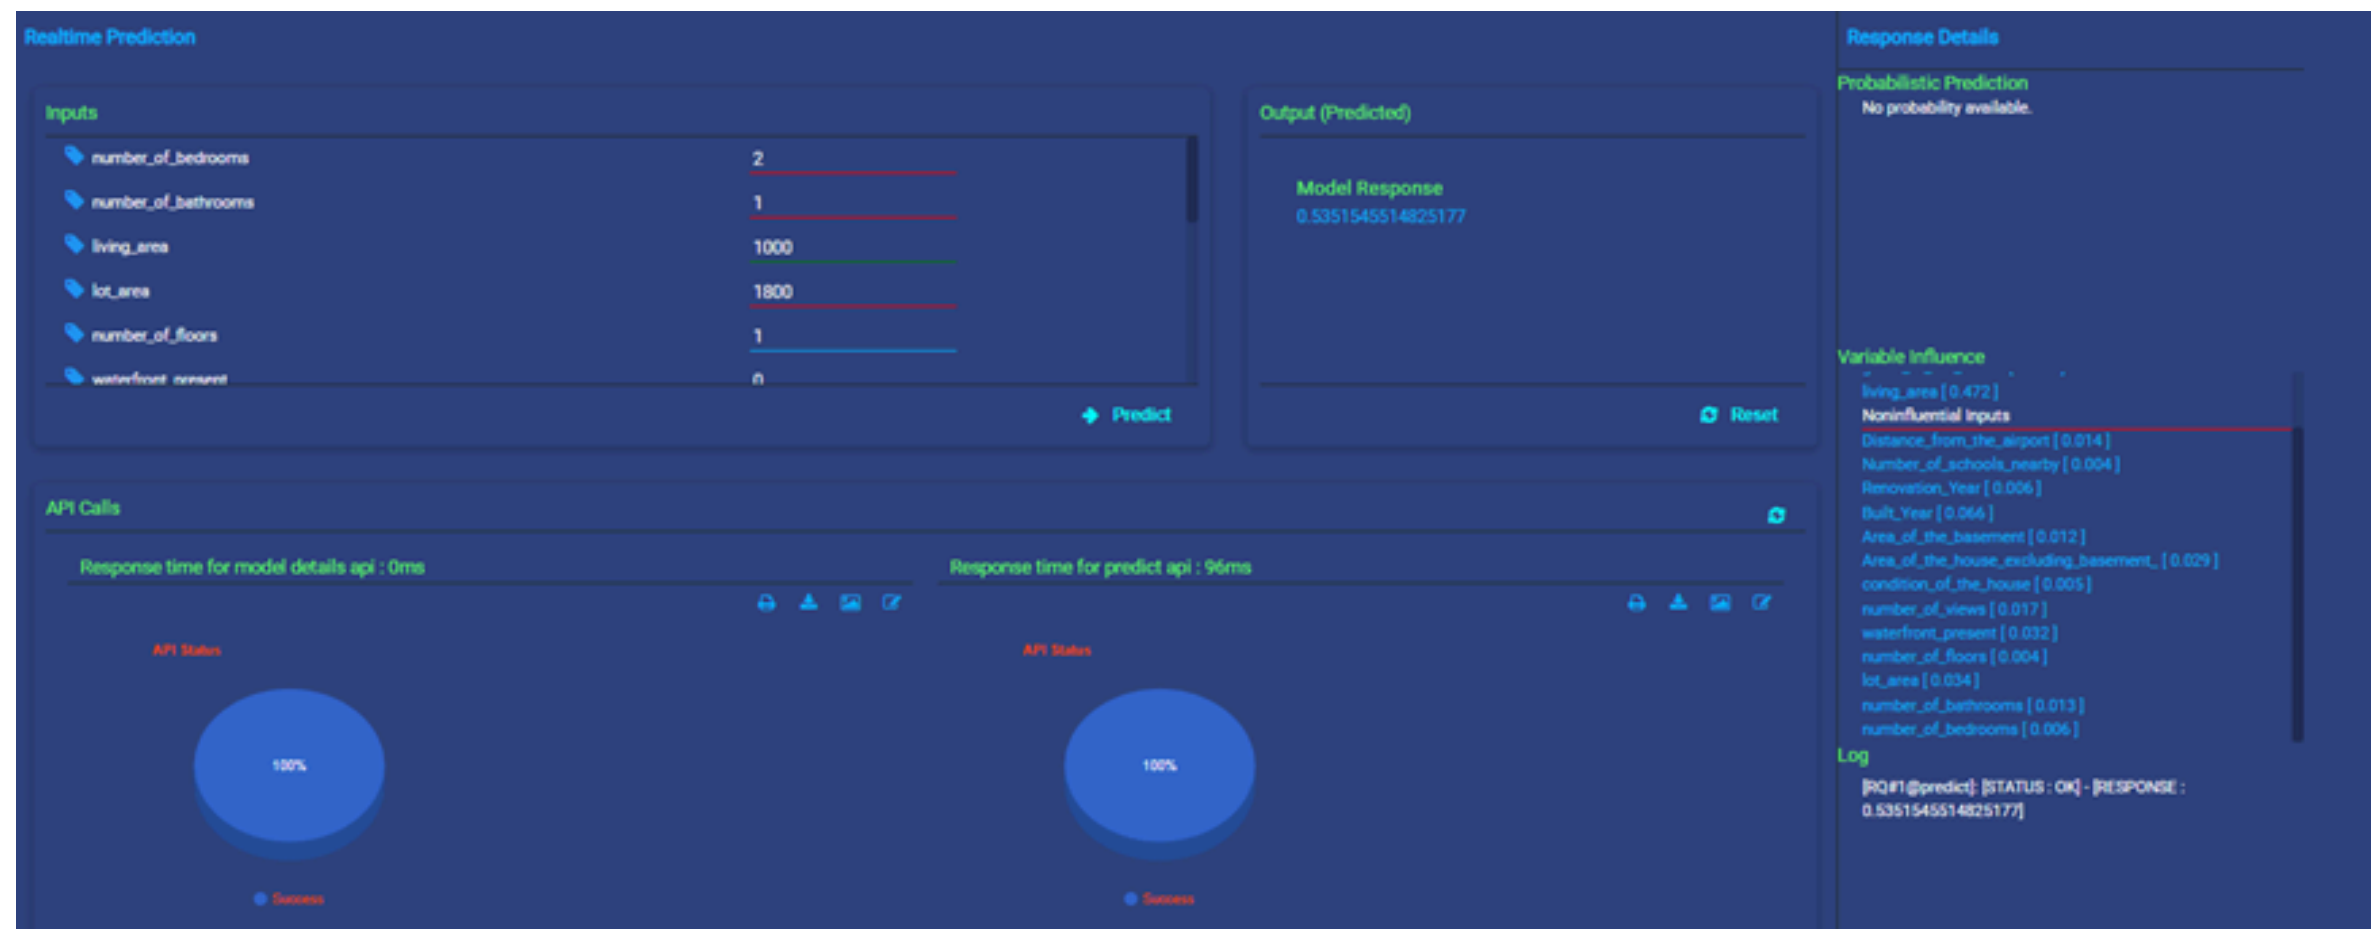 Realtime Prediction
Inputs
number_of_bedrooms 2
number_of_bathrooms 1
living_area 1000
lot_area 1800
number_of_floors 1
waterfront_present 0
Predict
Output (Predicted)
Model Response
0.5351545514825177
Reset
API Calls
Response time for model details api : 0ms
API Status
100%
Success
Response time for predict api : 96ms
API Status
100%
Success
Response Details
Probabilistic Prediction
No probability available.
Variable Influence
living_area [ 0.472 ]
Noninfluential Inputs
Distance_from_the_airport [ 0.014 ]
Number_of_schools_nearby [ 0.004 ]
Renovation_Year [ 0.006 ]
Built_Year [ 0.066 ]
Area_of_the_basement [ 0.012 ]
Area_of_the_house_excluding_basement_ [ 0.029 ]
condition_of_the_house [ 0.005 ]
number_of_views [ 0.017 ]
waterfront_present [ 0.032 ]
number_of_floors [ 0.004 ]
lot_area [ 0.034 ]
number_of_bathrooms [ 0.013 ]
number_of_bedrooms [ 0.006 ]
Log
[RQ#1@predict]: [STATUS : OK] - [RESPONSE :
0.5351545514825177]